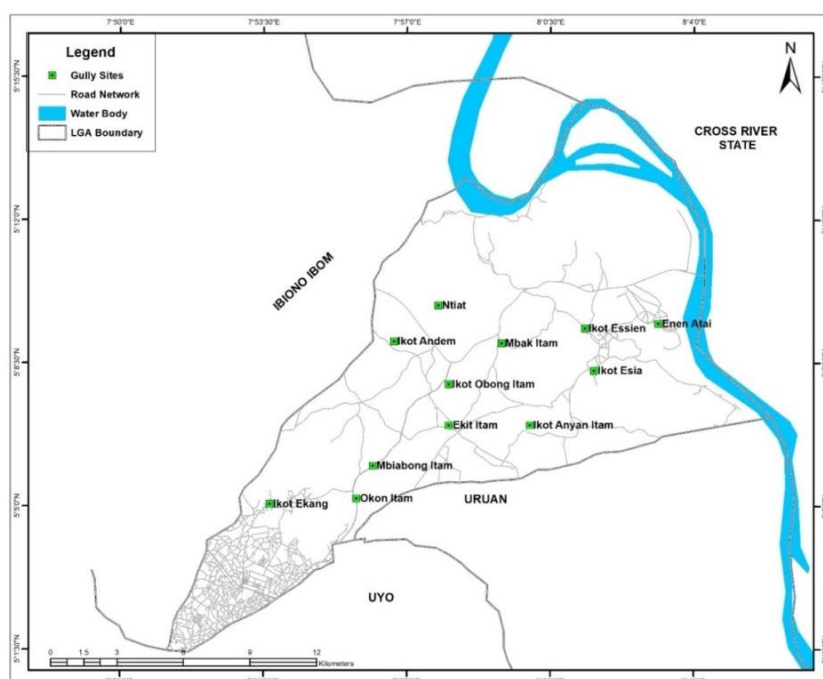 7°50'0"E 7°53'30"E 7°57'0"E 8°0'30"E 8°4'0"E
Legend
Gully Sites
Road Network
Water Body
LGA Boundary
N
5°15'30"N
CROSS RIVER
STATE
5°12'0"N
IBIONO IBOM
Ntiat
Ikot Essien
Enen Atai
Ikot Andem
Mbak Itam
5°8'30"N
Ikot Esia
Ikot Obong Itam
Ekit Itam
Ikot Anyan Itam
Mbiabong Itam
Okon Itam
URUAN
5°5'0"N
Ikot Ekang
UYO
5°1'30"N
0 1.5 3 6 9 12
Kilometers